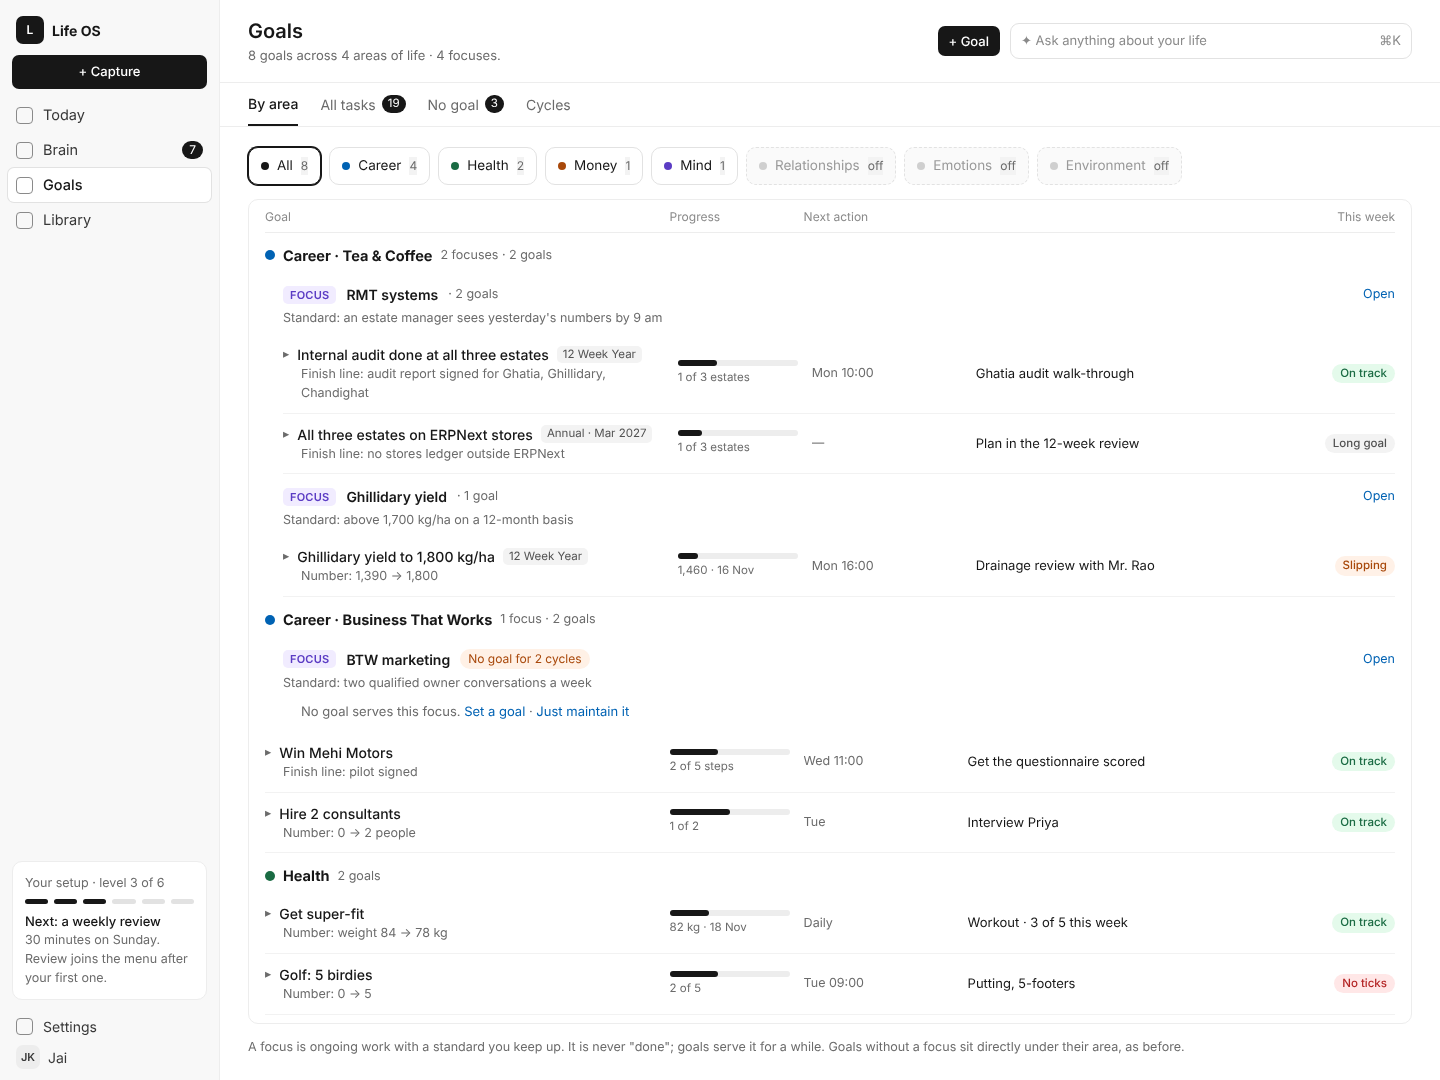 L Life OS
+ Capture
Today
Brain 7
Goals
Library
Your setup · level 3 of 6
Next: a weekly review
30 minutes on Sunday.
Review joins the menu after
your first one.
Settings
JK Jai
Goals
8 goals across 4 areas of life · 4 focuses.
+ Goal
✦ Ask anything about your life ⌘K
By area All tasks 19 No goal 3 Cycles
All 8 Career 4 Health 2 Money 1 Mind 1 Relationships off Emotions off Environment off
Goal Progress Next action This week
Career · Tea & Coffee 2 focuses · 2 goals
FOCUS RMT systems · 2 goals Open
Standard: an estate manager sees yesterday's numbers by 9 am
▸ Internal audit done at all three estates 12 Week Year
Finish line: audit report signed for Ghatia, Ghillidary,
Chandighat
1 of 3 estates
Mon 10:00 Ghatia audit walk-through On track
▸ All three estates on ERPNext stores Annual · Mar 2027
Finish line: no stores ledger outside ERPNext
1 of 3 estates
— Plan in the 12-week review Long goal
FOCUS Ghillidary yield · 1 goal Open
Standard: above 1,700 kg/ha on a 12-month basis
▸ Ghillidary yield to 1,800 kg/ha 12 Week Year
Number: 1,390 → 1,800
1,460 · 16 Nov
Mon 16:00 Drainage review with Mr. Rao Slipping
Career · Business That Works 1 focus · 2 goals
FOCUS BTW marketing No goal for 2 cycles Open
Standard: two qualified owner conversations a week
No goal serves this focus. Set a goal · Just maintain it
▸ Win Mehi Motors
Finish line: pilot signed
2 of 5 steps
Wed 11:00 Get the questionnaire scored On track
▸ Hire 2 consultants
Number: 0 → 2 people
1 of 2
Tue Interview Priya On track
Health 2 goals
▸ Get super-fit
Number: weight 84 → 78 kg
82 kg · 18 Nov
Daily Workout · 3 of 5 this week On track
▸ Golf: 5 birdies
Number: 0 → 5
2 of 5
Tue 09:00 Putting, 5-footers No ticks
A focus is ongoing work with a standard you keep up. It is never "done"; goals serve it for a while. Goals without a focus sit directly under their area, as before.